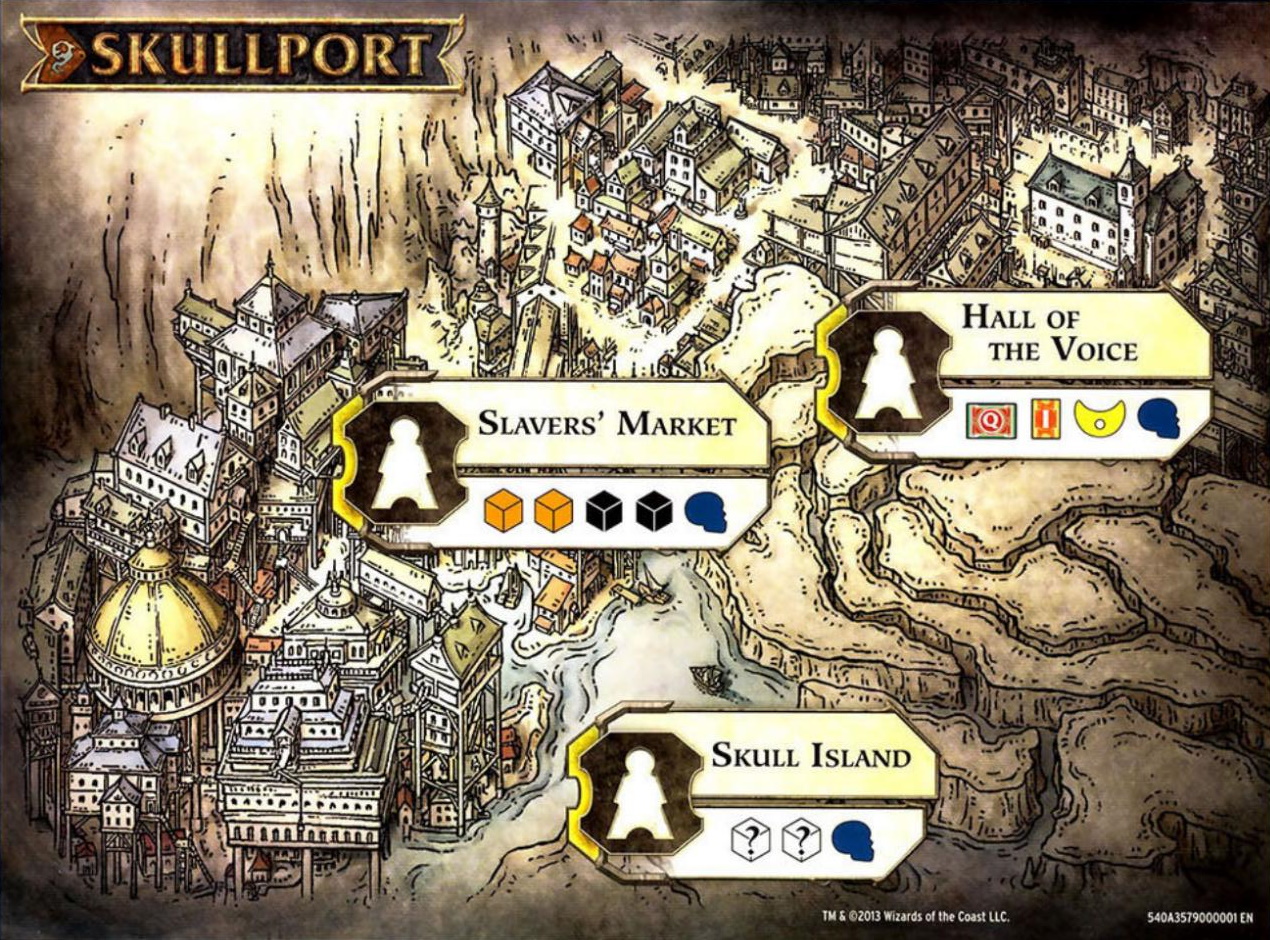 SKULLPORT
HALL OF
THE VOICE
Q I
SLAVERS' MARKET
SKULL ISLAND
? ?
TM & ©2013 Wizards of the Coast LLC.
540A3579000001 EN